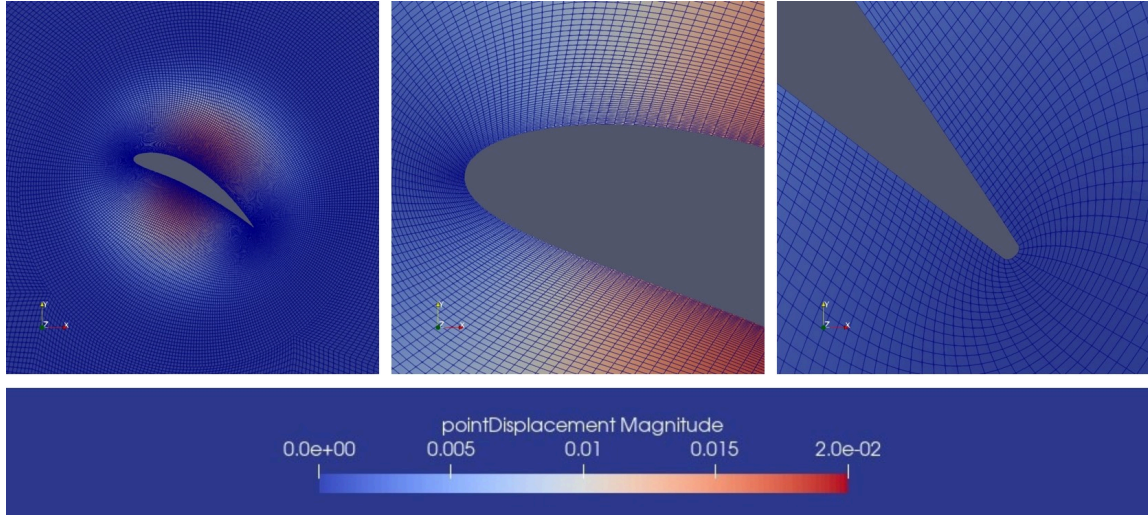 Y
Z X
Y
Z X
Y
Z X
pointDisplacement Magnitude
0.0e+00 0.005 0.01 0.015 2.0e-02